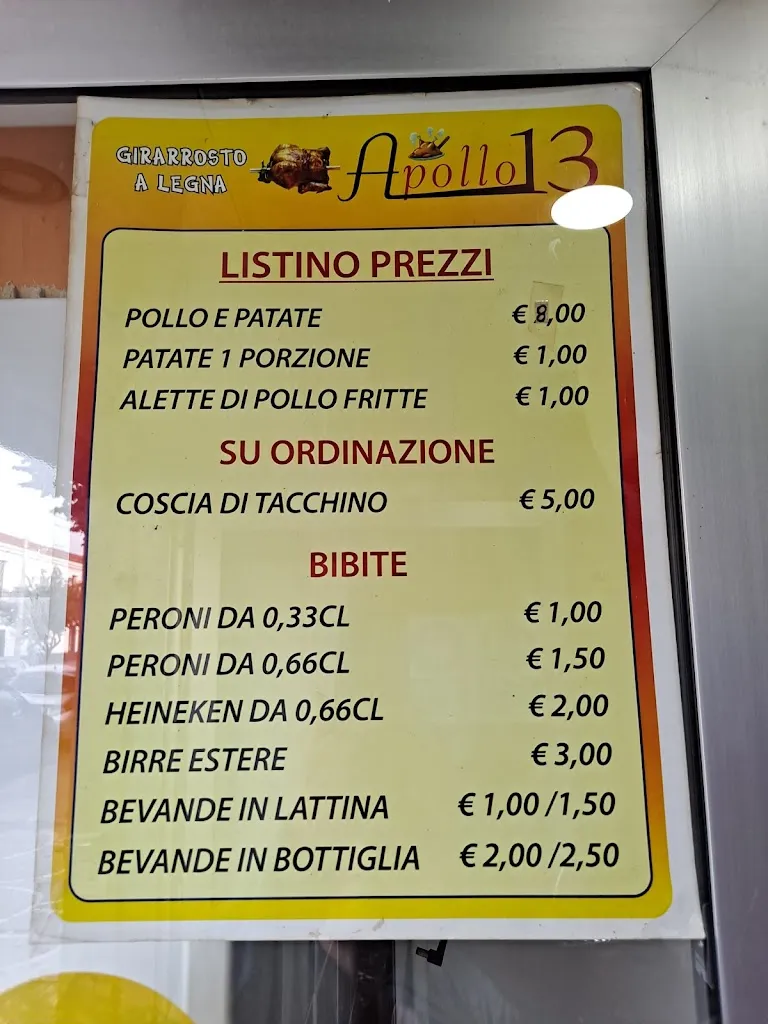 GIRARROSTO
A LEGNA
Apollo 13
LISTINO PREZZI
POLLO E PATATE € 8,00
PATATE 1 PORZIONE € 1,00
ALETTE DI POLLO FRITTE € 1,00
SU ORDINAZIONE
COSCIA DI TACCHINO € 5,00
BIBITE
PERONI DA 0,33CL € 1,00
PERONI DA 0,66CL € 1,50
HEINEKEN DA 0,66CL € 2,00
BIRRE ESTERE € 3,00
BEVANDE IN LATTINA € 1,00 /1,50
BEVANDE IN BOTTIGLIA € 2,00 /2,50